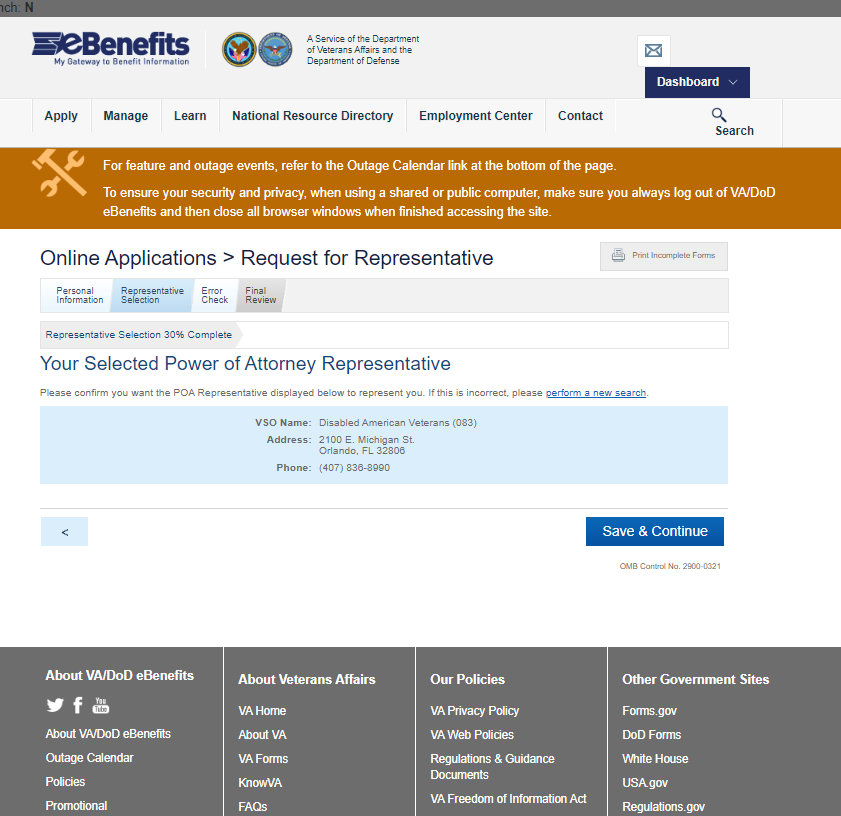 nch: N
eBenefits
My Gateway to Benefit Information
A Service of the Department
of Veterans Affairs and the
Department of Defense
Dashboard
Apply
Manage
Learn
National Resource Directory
Employment Center
Contact
Search
For feature and outage events, refer to the Outage Calendar link at the bottom of the page.
To ensure your security and privacy, when using a shared or public computer, make sure you always log out of VA/DoD
eBenefits and then close all browser windows when finished accessing the site.
Online Applications > Request for Representative
Print Incomplete Forms
Personal
Information
Representative
Selection
Error
Check
Final
Review
Representative Selection 30% Complete
Your Selected Power of Attorney Representative
Please confirm you want the POA Representative displayed below to represent you. If this is incorrect, please perform a new search.
VSO Name: Disabled American Veterans (083)
Address: 2100 E. Michigan St.
Orlando, FL 32806
Phone: (407) 836-8990
<
Save & Continue
OMB Control No. 2900-0321
About VA/DoD eBenefits
You
Tube
About VA/DoD eBenefits
Outage Calendar
Policies
Promotional
About Veterans Affairs
VA Home
About VA
VA Forms
KnowVA
FAQs
Our Policies
VA Privacy Policy
VA Web Policies
Regulations & Guidance
Documents
VA Freedom of Information Act
Other Government Sites
Forms.gov
DoD Forms
White House
USA.gov
Regulations.gov